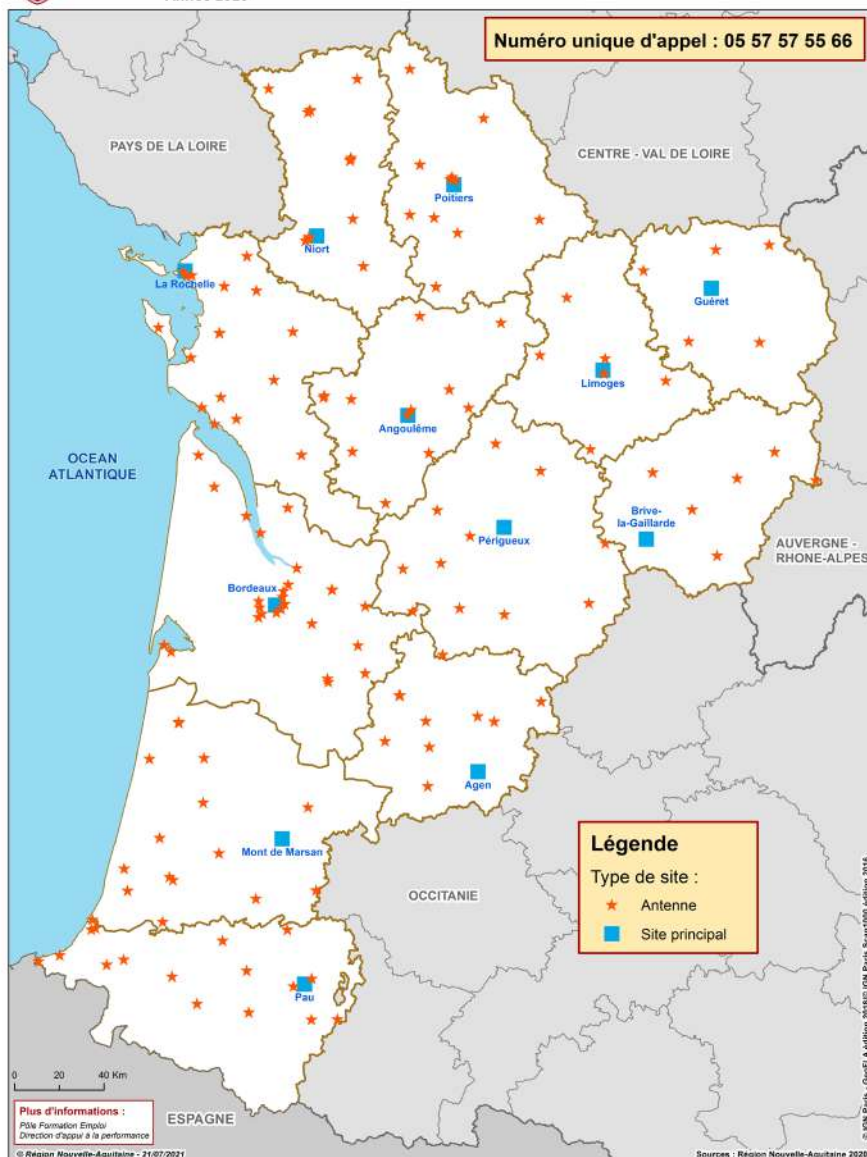 Numéro unique d'appel : 05 57 57 55 66
PAYS DE LA LOIRE
CENTRE - VAL DE LOIRE
Poitiers
Niort
La Rochelle
Guéret
Limoges
Angoulême
OCEAN
ATLANTIQUE
Brive-
la-Gaillarde
Périgueux
AUVERGNE -
RHONE-ALPES
Bordeaux
Agen
Mont de Marsan
Légende
Type de site :
Antenne
Site principal
OCCITANIE
Pau
0 20 40 Km
Plus d'informations :
Pôle Formation Emploi
Direction d'appui à la performance
ESPAGNE
© Région Nouvelle-Aquitaine - 21/07/2021
Sources : Région Nouvelle-Aquitaine